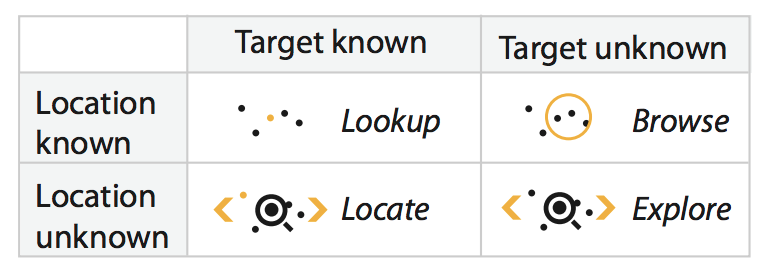 Target known
Target unknown
Location
known
Lookup
Browse
Location
unknown
Locate
Explore